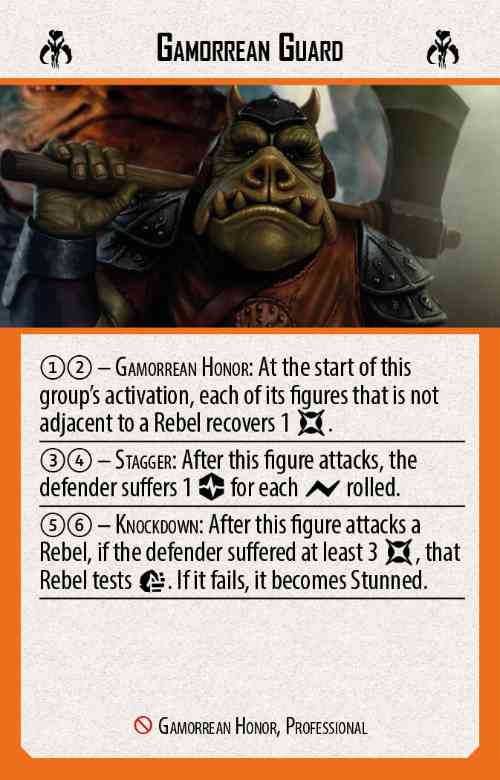 Gamorrean Guard
①② – Gamorrean Honor: At the start of this
group's activation, each of its figures that is not
adjacent to a Rebel recovers 1 .
③④ – Stagger: After this figure attacks, the
defender suffers 1 for each rolled.
⑤⑥ – Knockdown: After this figure attacks a
Rebel, if the defender suffered at least 3 , that
Rebel tests . If it fails, it becomes Stunned.
Gamorrean Honor, Professional